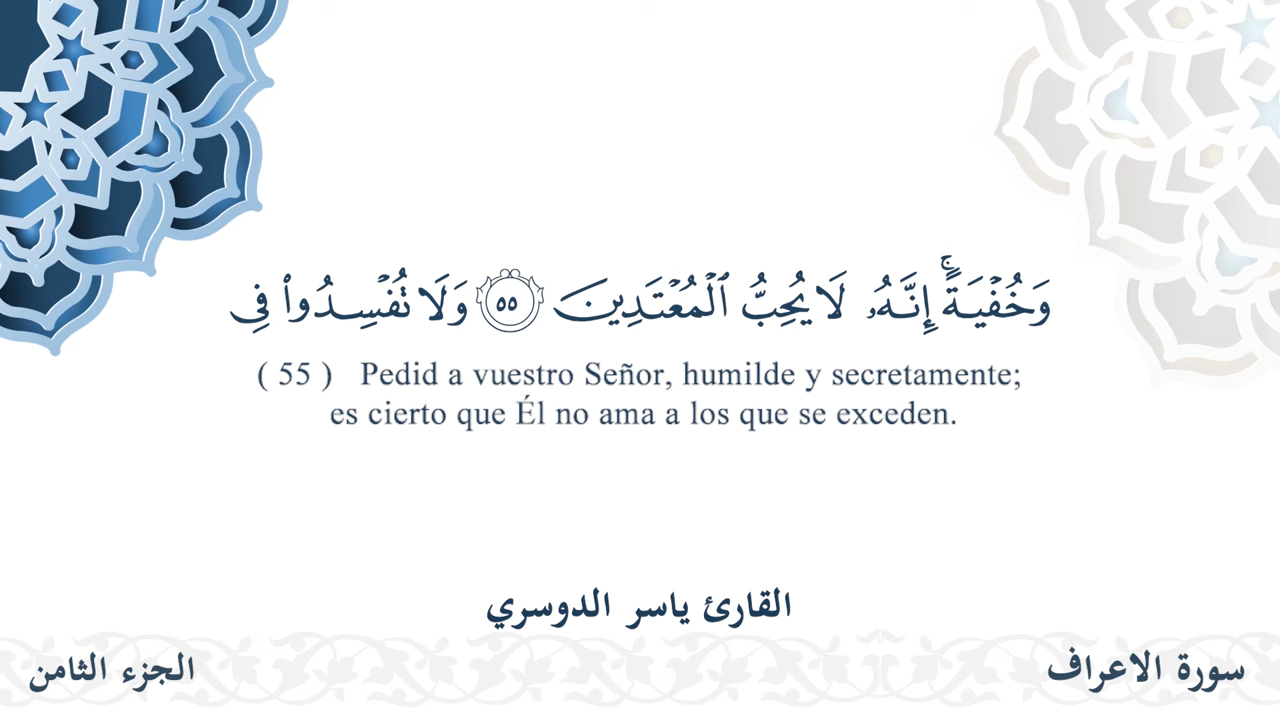 وَخُفْيَةًۚ إِنَّهُۥ لَا يُحِبُّ ٱلْمُعْتَدِينَ ٥٥ وَلَا تُفْسِدُوا۟ فِى
( 55 ) Pedid a vuestro Señor, humilde y secretamente;
es cierto que Él no ama a los que se exceden.
القارئ ياسر الدوسري
سورة الاعراف
الجزء الثامن